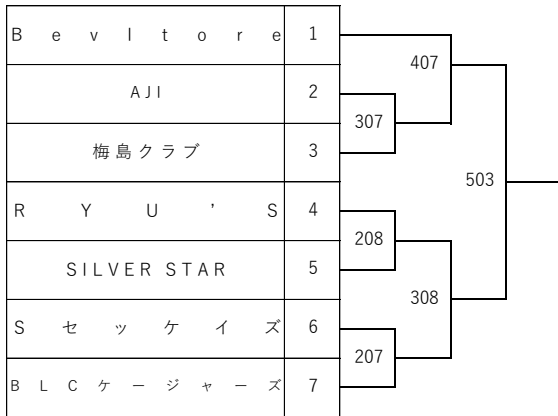 Bevltore 1
407
AJI 2
307
梅島クラブ 3
503
RYU'S 4
208
SILVER STAR 5
308
Sセッケイズ 6
207
BLCケージャーズ 7